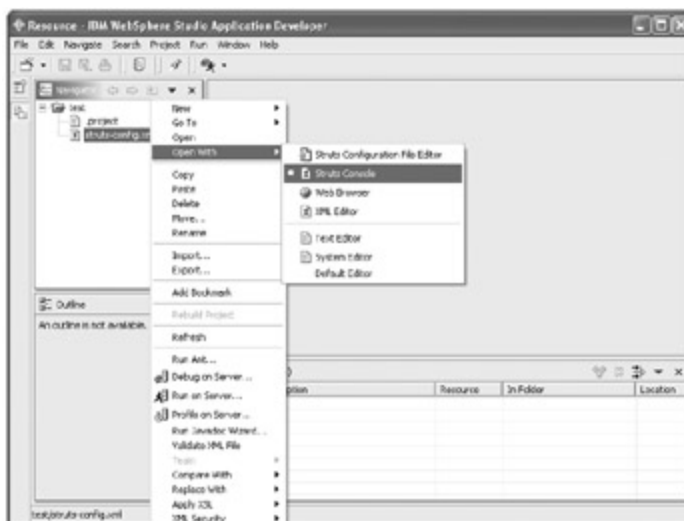 Resource - IBM WebSphere Studio Application Developer
File Edit Navigate Search Project Run Window Help
Navigator
test
.project
struts-config.xml
New
Go To
Open
Open With
Copy
Paste
Delete
Move...
Rename
Import...
Export...
Add Bookmark
Rebuild Project
Refresh
Run Ant...
Debug on Server...
Run on Server...
Profile on Server...
Run Javadoc Wizard...
Validate XML File
Team
Compare With
Replace With
Apply XSL
XML Security
Struts Configuration File Editor
Struts Console
Web Browser
XML Editor
Text Editor
System Editor
Default Editor
Outline
An outline is not available.
Resource
In Folder
Location
test/struts-config.xml